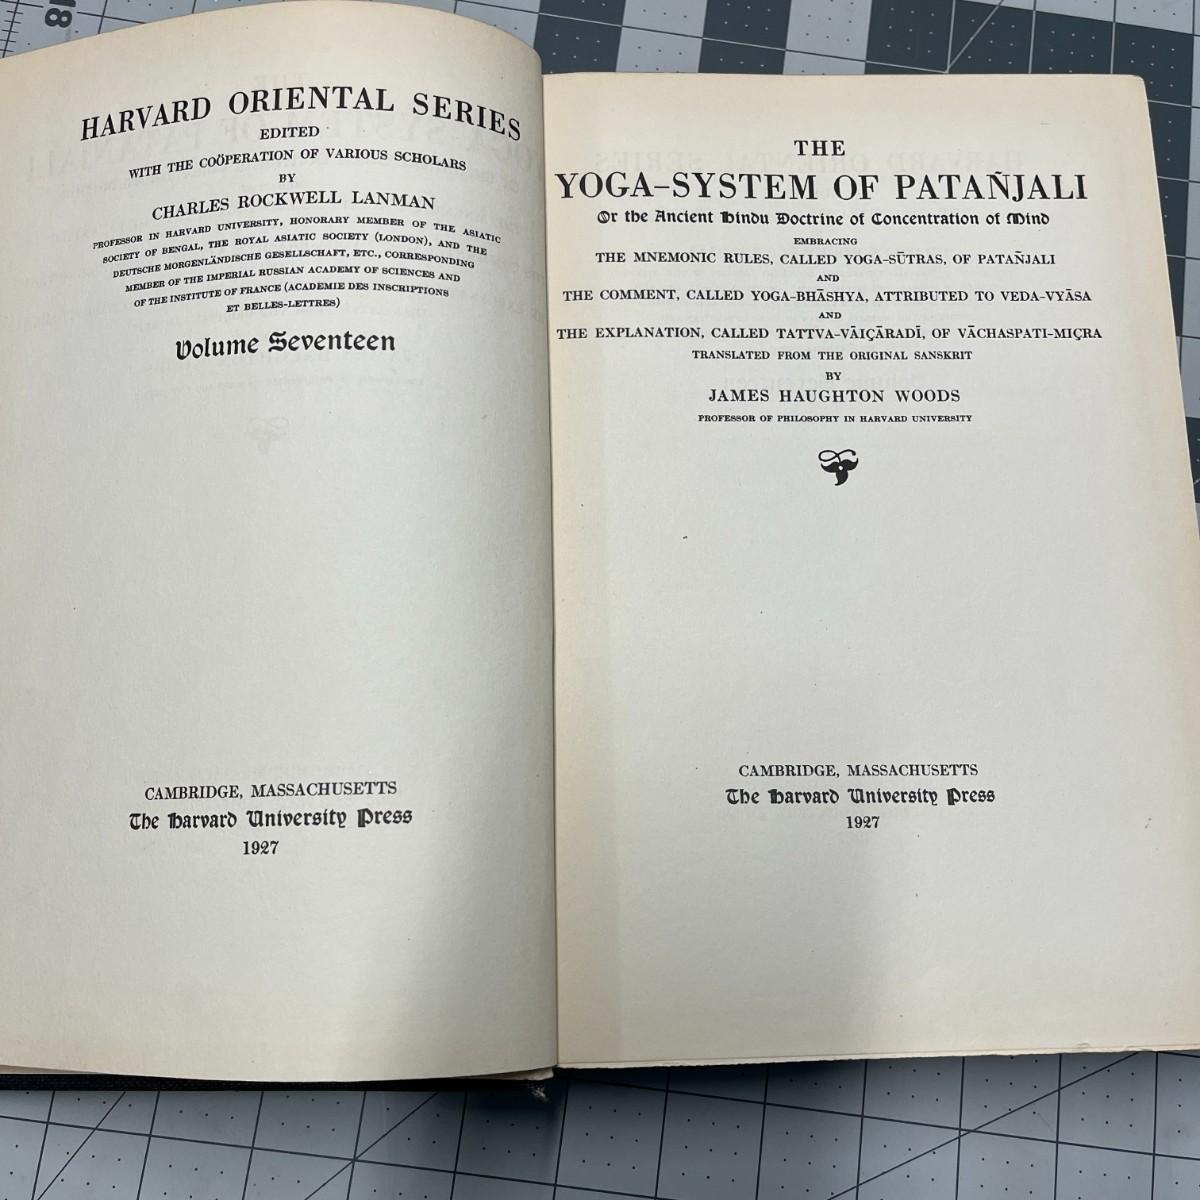 18
HARVARD ORIENTAL SERIES
EDITED
WITH THE COÖPERATION OF VARIOUS SCHOLARS
BY
CHARLES ROCKWELL LANMAN
PROFESSOR IN HARVARD UNIVERSITY, HONORARY MEMBER OF THE ASIATIC
SOCIETY OF BENGAL, THE ROYAL ASIATIC SOCIETY (LONDON), AND THE
DEUTSCHE MORGENLÄNDISCHE GESELLSCHAFT, ETC., CORRESPONDING
MEMBER OF THE IMPERIAL RUSSIAN ACADEMY OF SCIENCES AND
OF THE INSTITUTE OF FRANCE (ACADEMIE DES INSCRIPTIONS
ET BELLES-LETTRES)
Volume Seventeen
CAMBRIDGE, MASSACHUSETTS
The Harvard University Press
1927
THE
YOGA-SYSTEM OF PATAÑJALI
Or the Ancient Hindu Doctrine of Concentration of Mind
EMBRACING
THE MNEMONIC RULES, CALLED YOGA-SŪTRAS, OF PATAÑJALI
AND
THE COMMENT, CALLED YOGA-BHĀSHYA, ATTRIBUTED TO VEDA-VYĀSA
AND
THE EXPLANATION, CALLED TATTVA-VĀIÇĀRADĪ, OF VĀCHASPATI-MIÇRA
TRANSLATED FROM THE ORIGINAL SANSKRIT
BY
JAMES HAUGHTON WOODS
PROFESSOR OF PHILOSOPHY IN HARVARD UNIVERSITY
CAMBRIDGE, MASSACHUSETTS
The Harvard University Press
1927